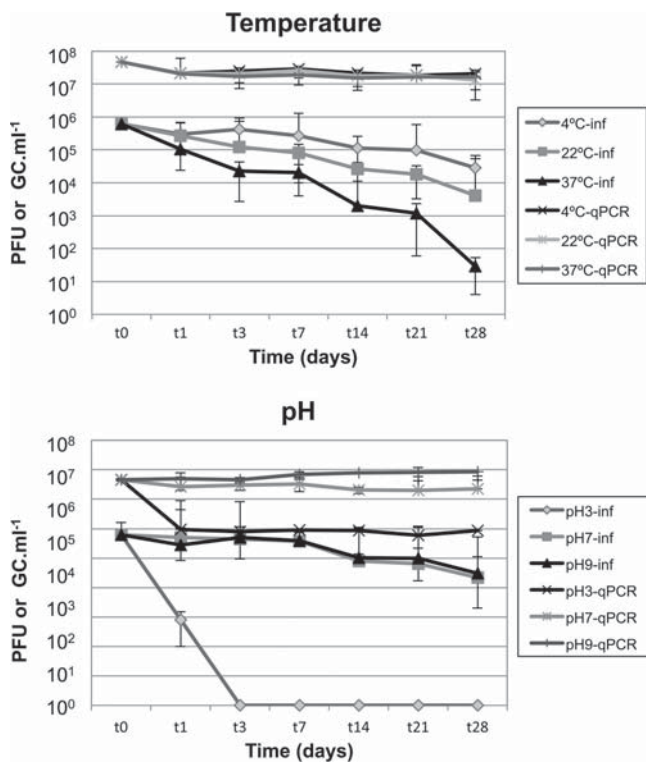 Temperature
PFU or GC.ml⁻¹
10⁸
10⁷
10⁶
10⁵
10⁴
10³
10²
10¹
10⁰
t0 t1 t3 t7 t14 t21 t28
Time (days)
4ºC-inf
22ºC-inf
37ºC-inf
4ºC-qPCR
22ºC-qPCR
37ºC-qPCR
pH
PFU or GC.ml⁻¹
10⁸
10⁷
10⁶
10⁵
10⁴
10³
10²
10¹
10⁰
t0 t1 t3 t7 t14 t21 t28
Time (days)
pH3-inf
pH7-inf
pH9-inf
pH3-qPCR
pH7-qPCR
pH9-qPCR